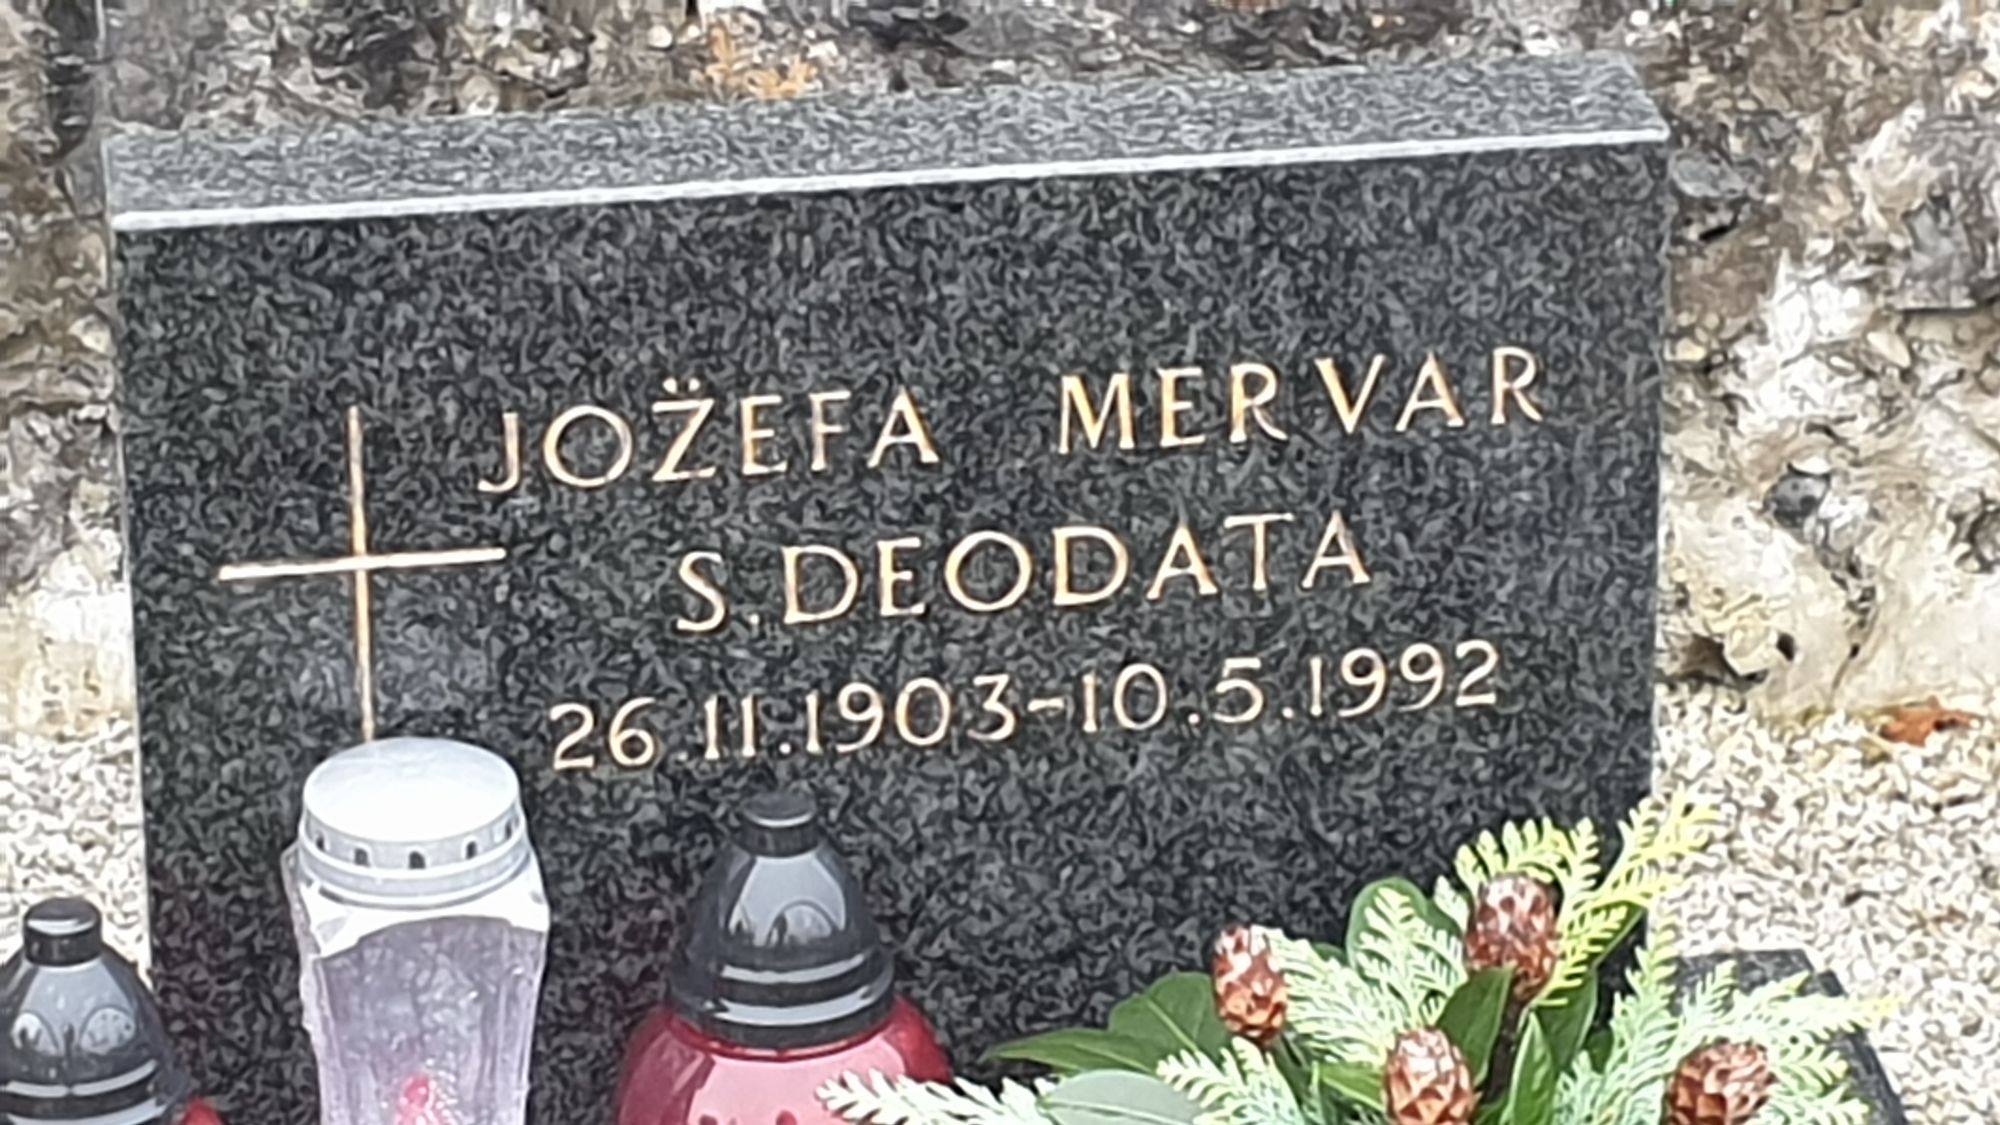 JOŽEFA MERVAR
S. DEODATA
26.11.1903-10.5.1992